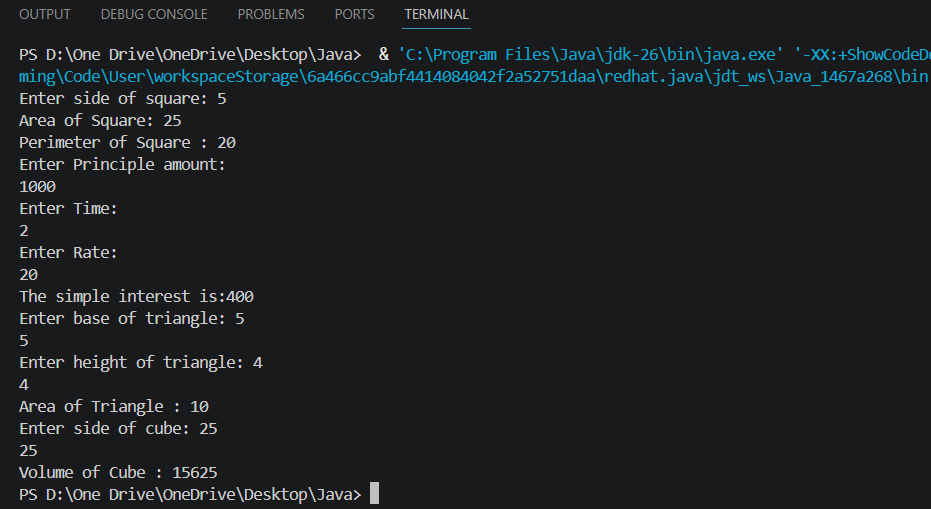 OUTPUT DEBUG CONSOLE PROBLEMS PORTS TERMINAL
PS D:\One Drive\OneDrive\Desktop\Java>  & 'C:\Program Files\Java\jdk-26\bin\java.exe' '-XX:+ShowCodeDe
ming\Code\User\workspaceStorage\6a466cc9abf4414084042f2a52751daa\redhat.java\jdt_ws\Java_1467a268\bin
Enter side of square: 5
Area of Square: 25
Perimeter of Square : 20
Enter Principle amount:
1000
Enter Time:
2
Enter Rate:
20
The simple interest is:400
Enter base of triangle: 5
5
Enter height of triangle: 4
4
Area of Triangle : 10
Enter side of cube: 25
25
Volume of Cube : 15625
PS D:\One Drive\OneDrive\Desktop\Java>